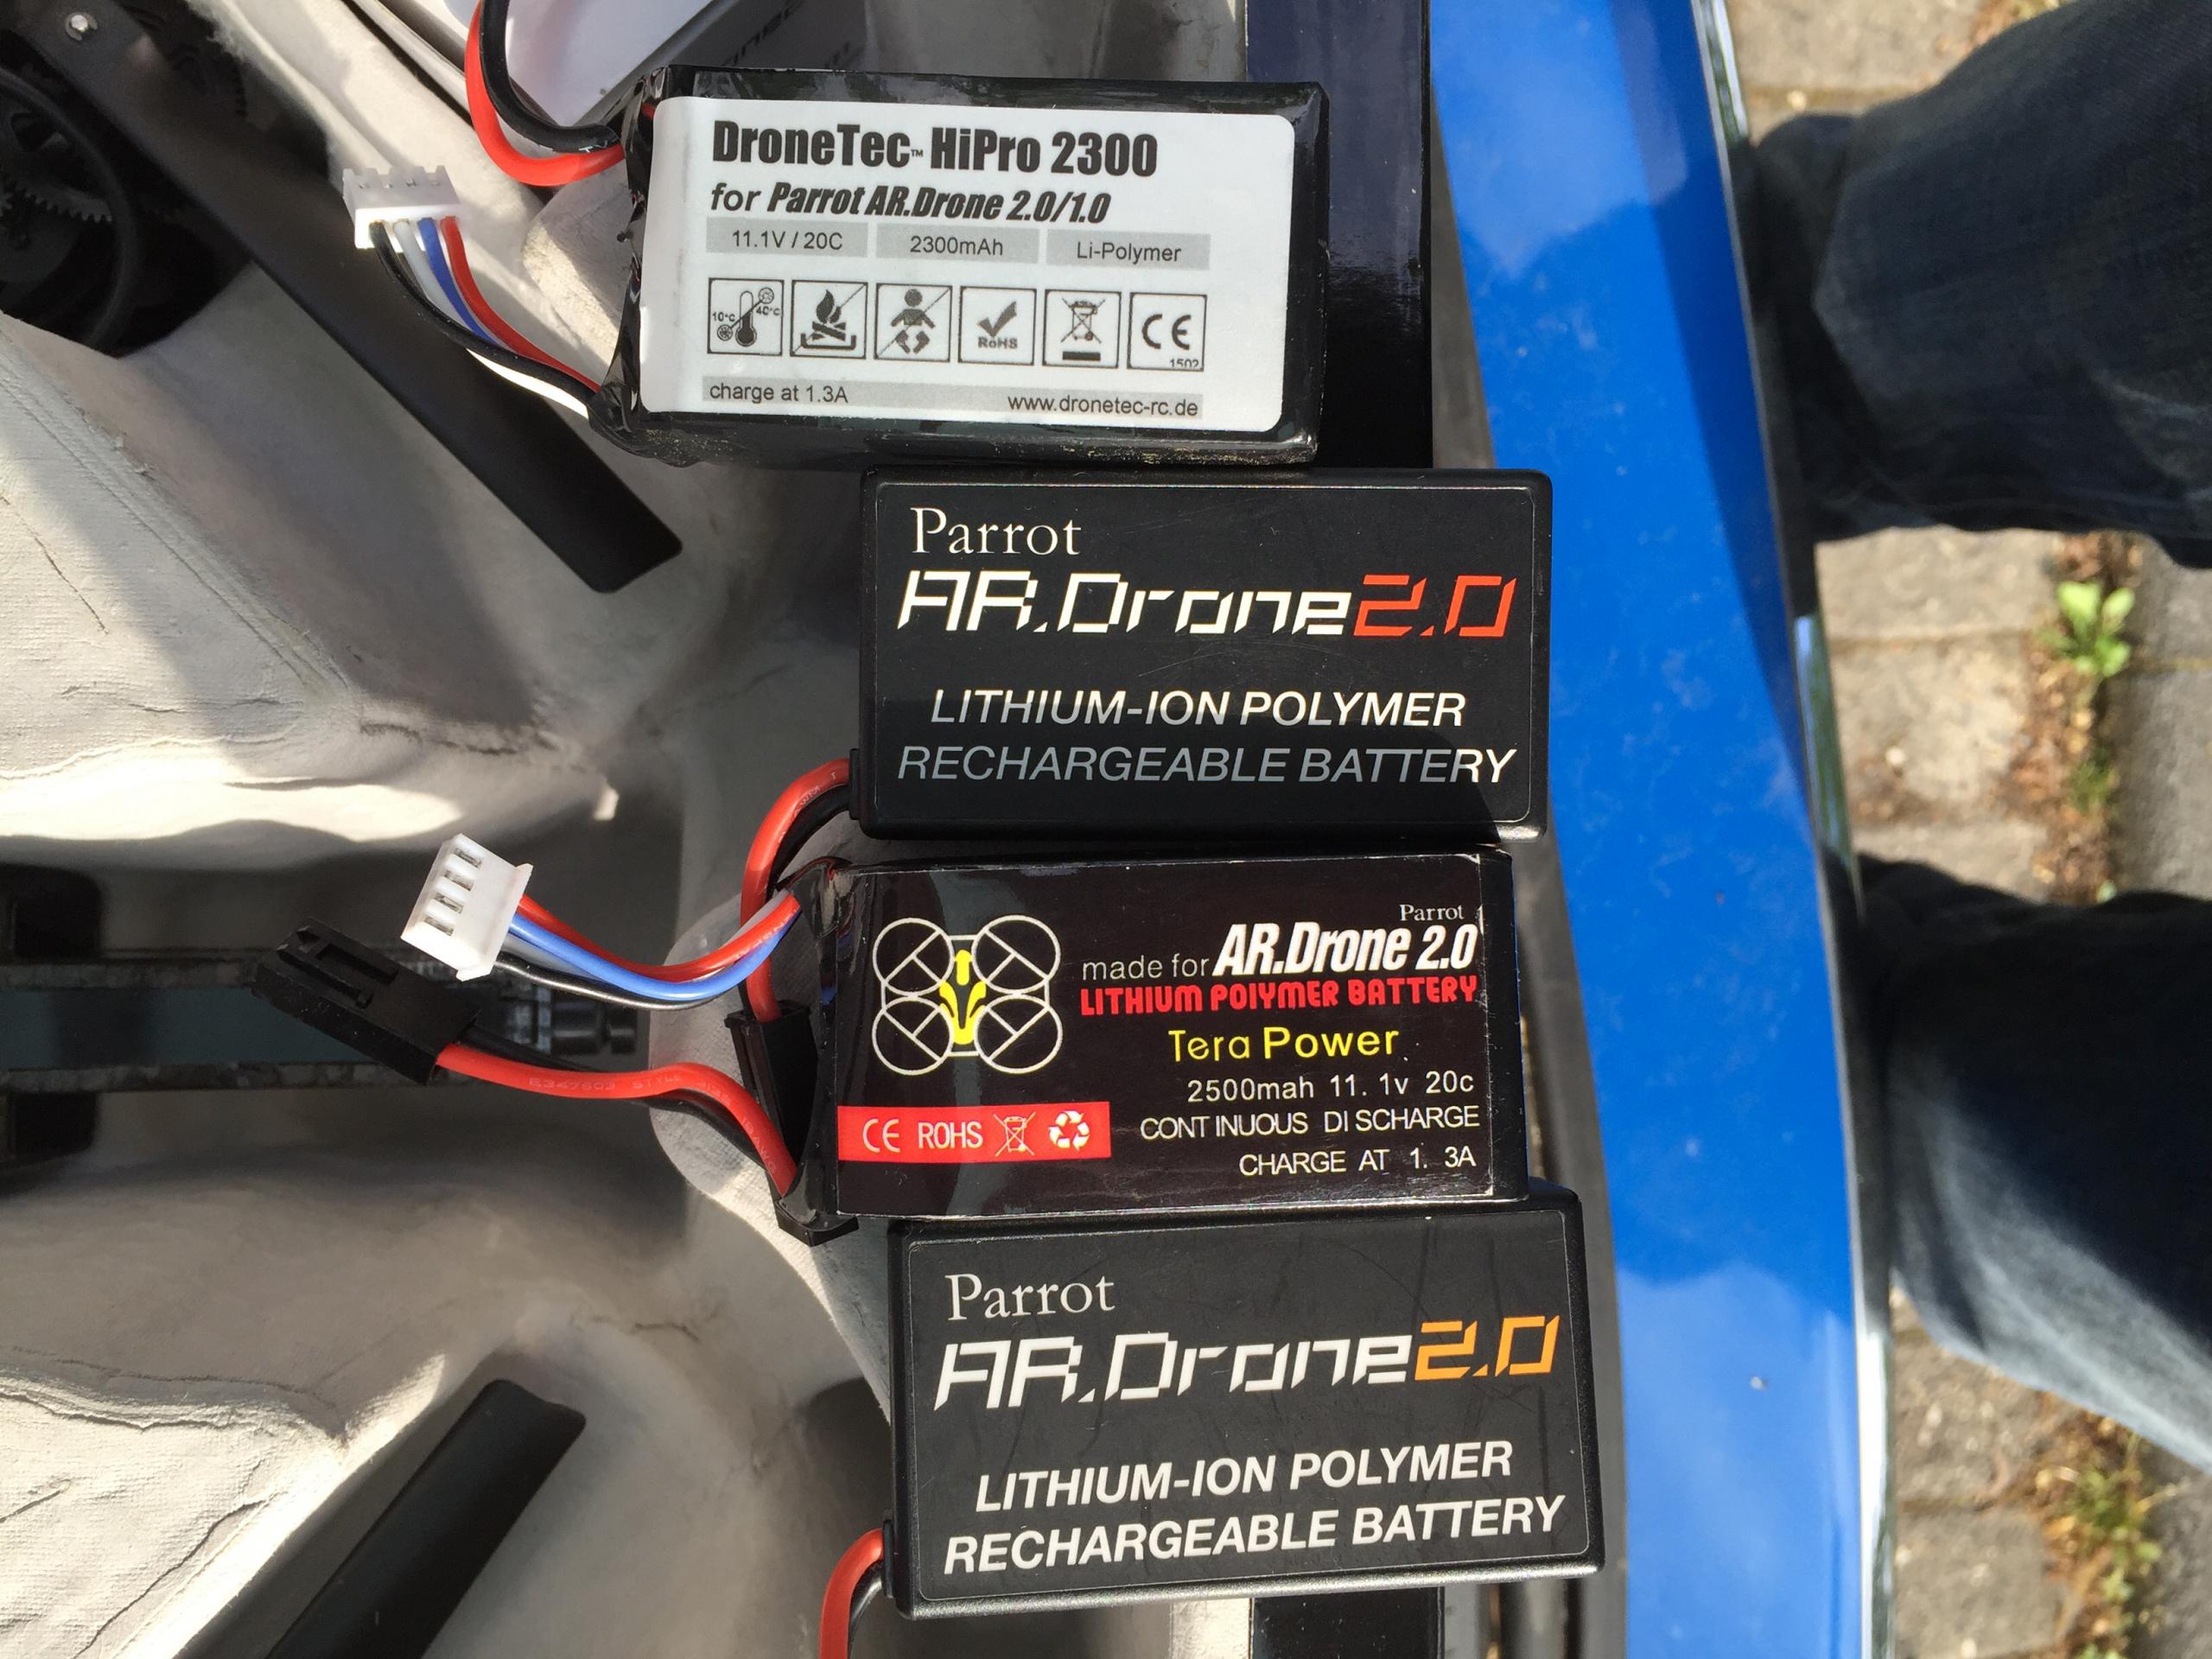 DroneTec™ HiPro 2300
for Parrot AR.Drone 2.0/1.0
11.1V / 20C 2300mAh Li-Polymer
10°C 40°C
RoHS
CE
1502
charge at 1.3A www.dronetec-rc.de
Parrot
AR.Drone2.0
LITHIUM-ION POLYMER
RECHARGEABLE BATTERY
Parrot
made for AR.Drone 2.0
LITHIUM POlYMER BATTERY
Tera Power
2500mah 11. 1v 20c
CONT INUOUS DI SCHARGE
CHARGE AT 1. 3A
CE ROHS
Parrot
AR.Drone2.0
LITHIUM-ION POLYMER
RECHARGEABLE BATTERY